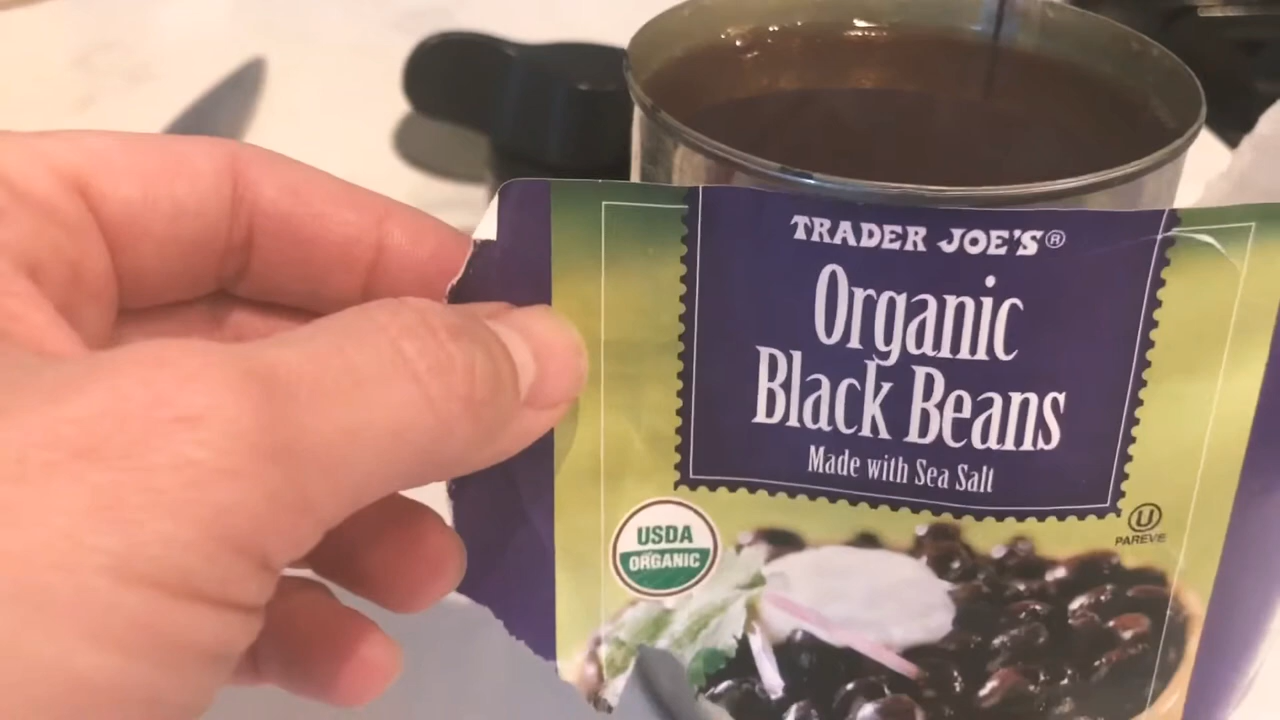 TRADER JOE'S®
Organic
Black Beans
Made with Sea Salt
USDA
ORGANIC
U
PAREVE